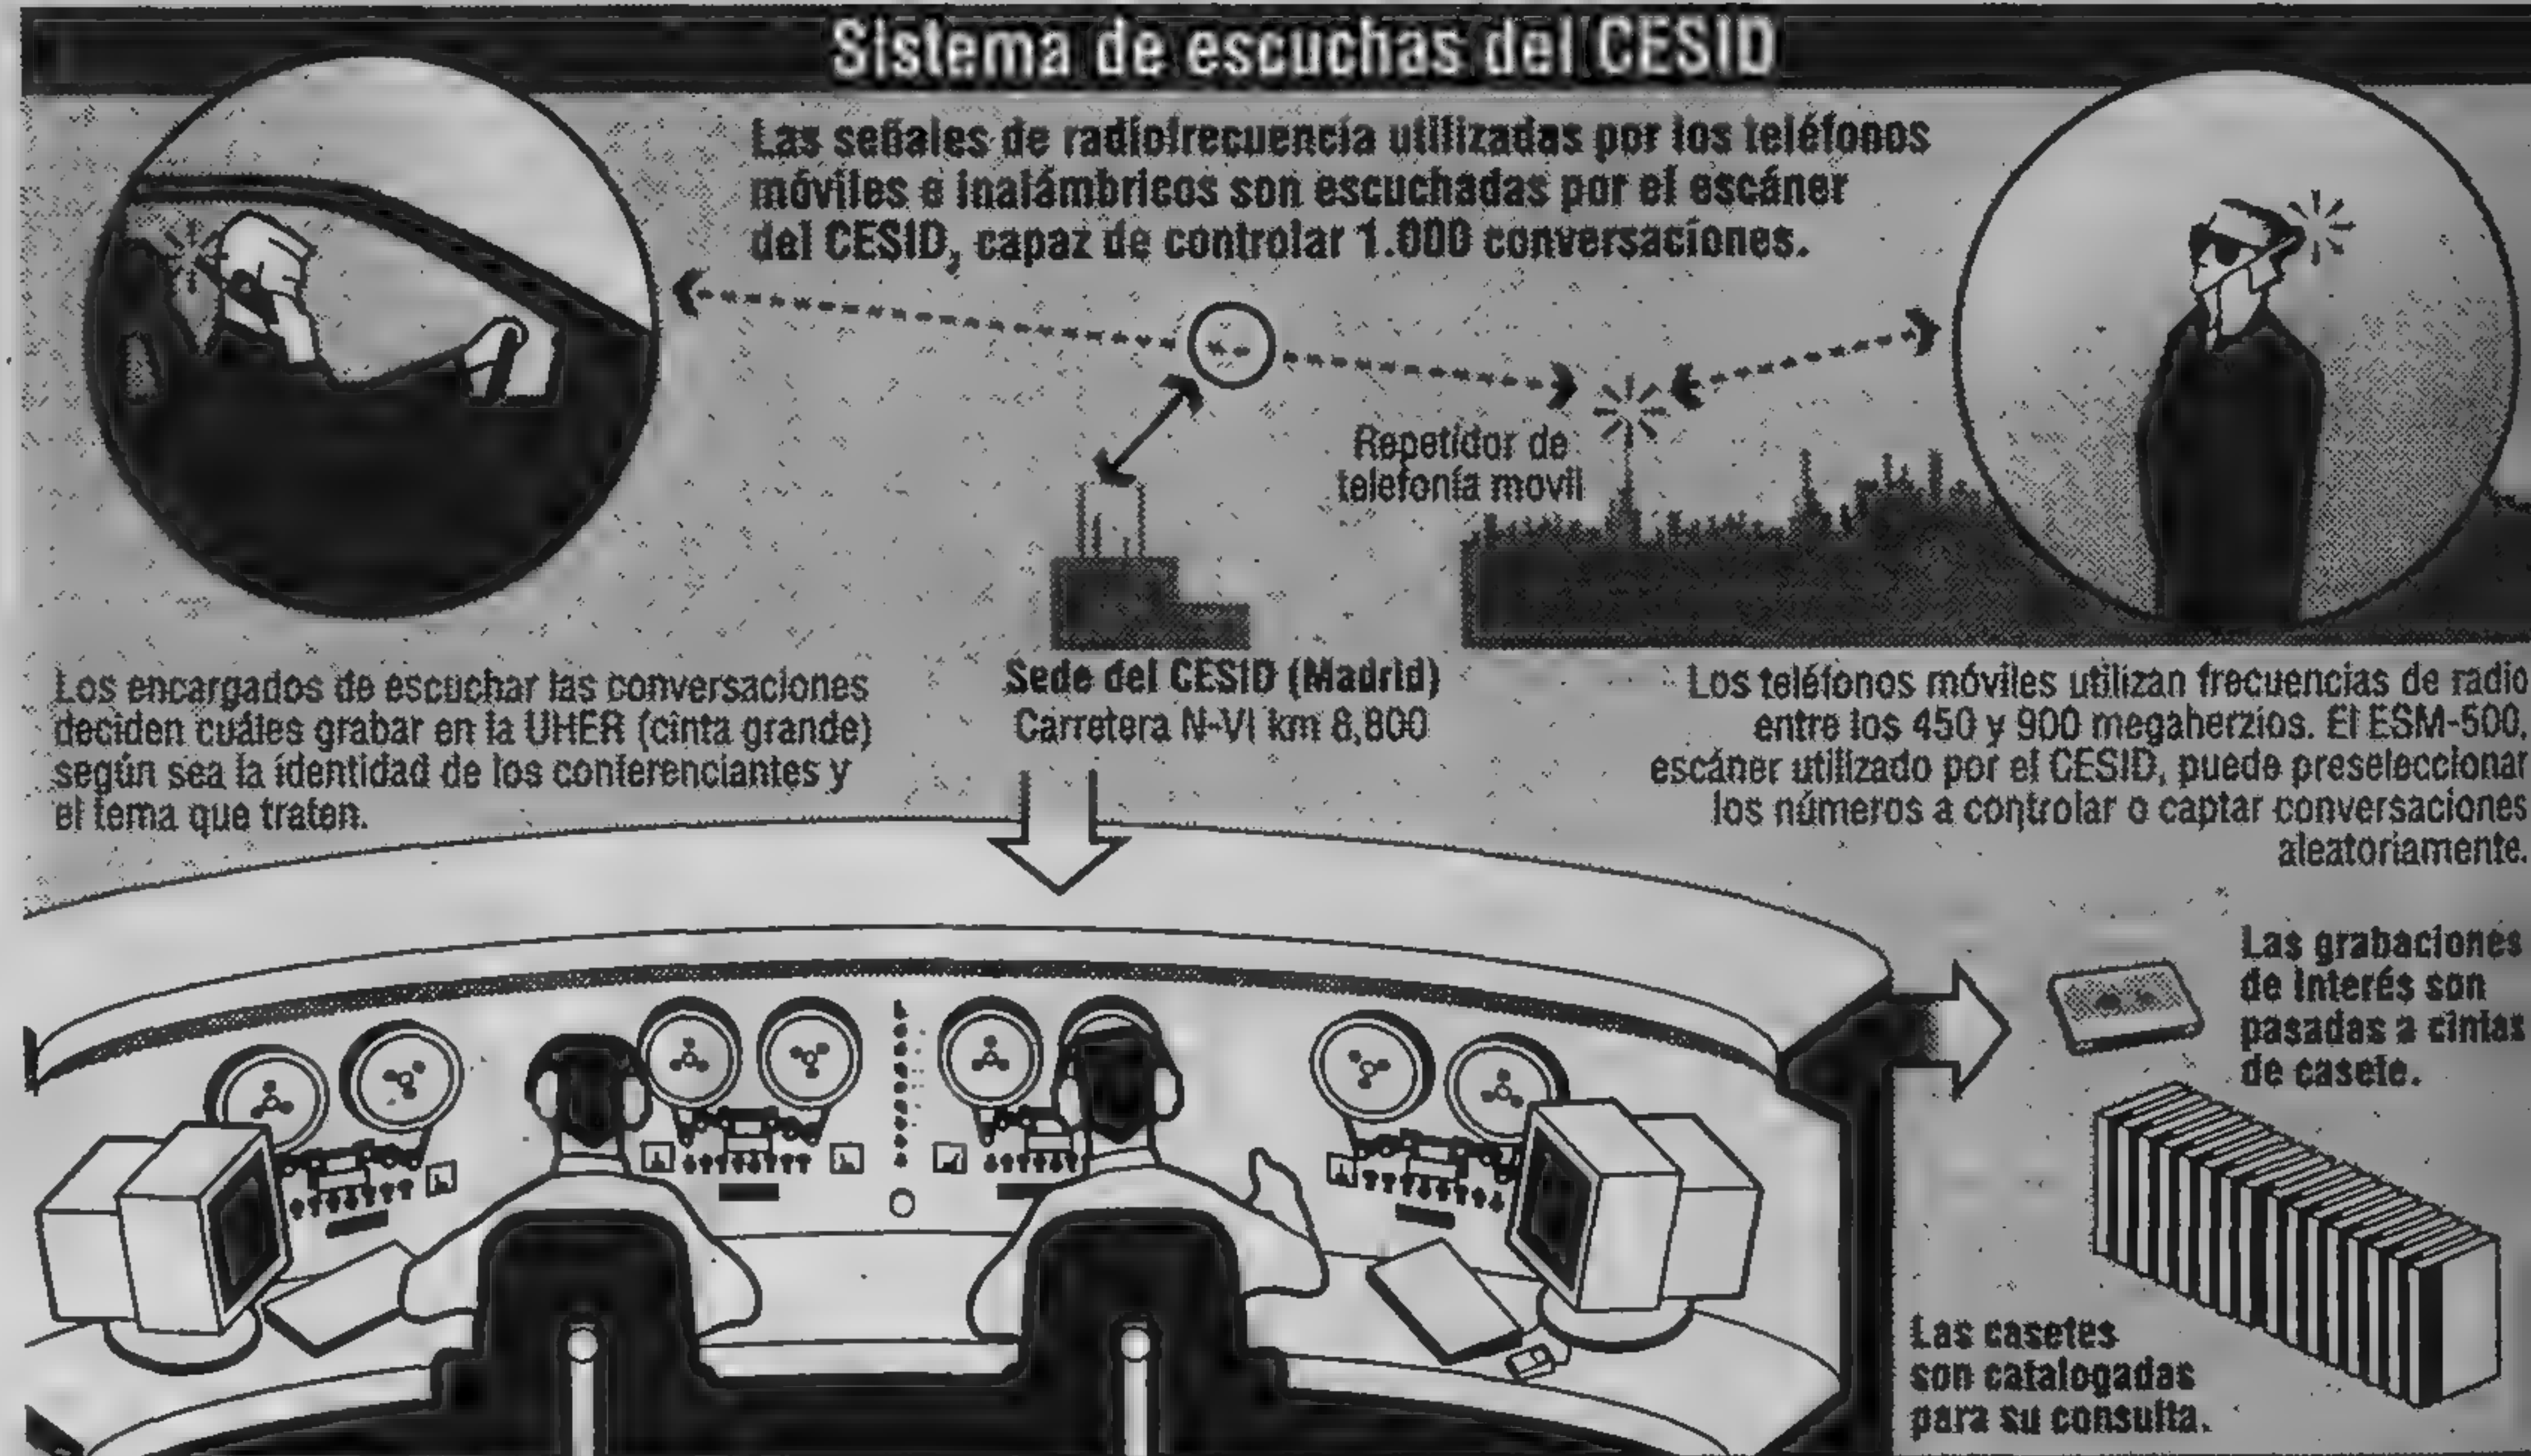 Sistema de escuchas del CESID
Las señales de radiofrecuencia utilizadas por los teléfonos
móviles e inalámbricos son escuchadas por el escáner
del CESID, capaz de controlar 1.000 conversaciones.
Repetidor de
telefonía movil
Los encargados de escuchar las conversaciones
deciden cuáles grabar en la UHER (cinta grande)
según sea la identidad de los conferenciantes y
el tema que traten.
Sede del CESID (Madrid)
Carretera N-VI km 8,800
Los teléfonos móviles utilizan frecuencias de radio
entre los 450 y 900 megaherzios. El ESM-500,
escáner utilizado por el CESID, puede preseleccionar
los números a controlar o captar conversaciones
aleatoriamente.
Las grabaciones
de interés son
pasadas a cintas
de casete.
Las casetes
son catalogadas
para su consulta.